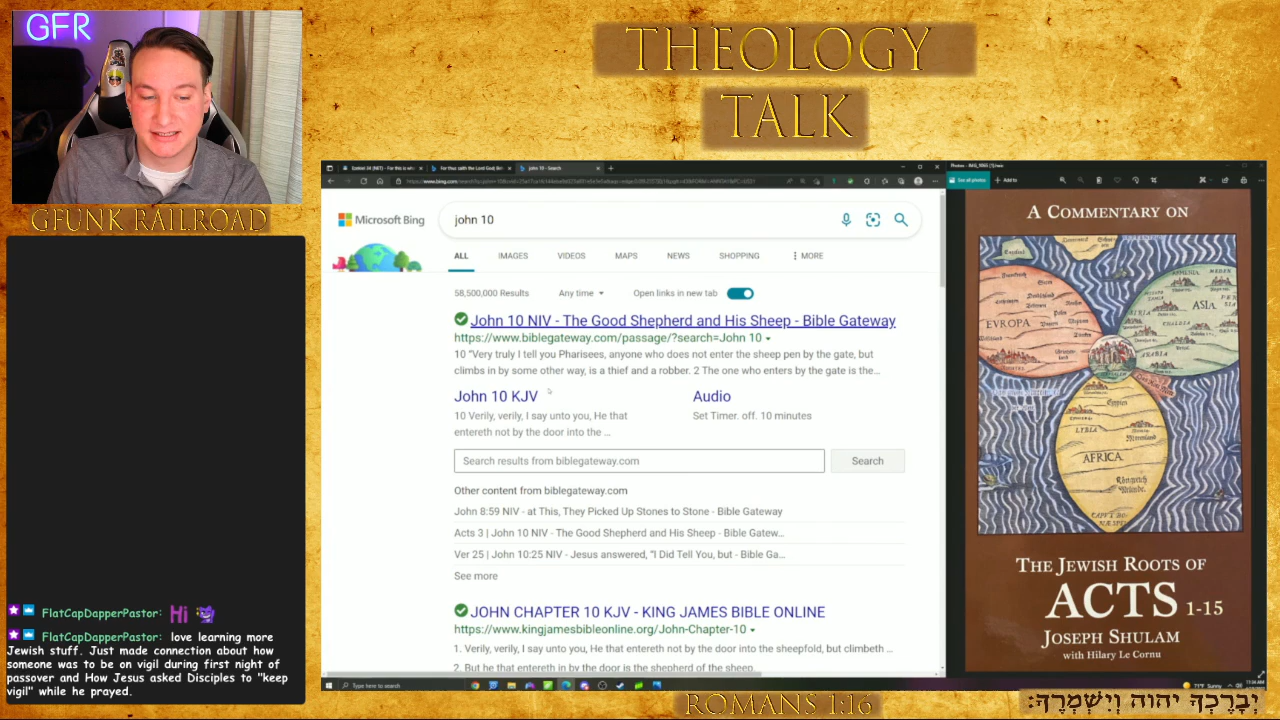 GFR
THEOLOGY
TALK
GFUNK RAILROAD
john 10 - Search
Microsoft Bing
john 10
ALL
IMAGES
VIDEOS
MAPS
NEWS
SHOPPING
MORE
58,500,000 Results
Any time
Open links in new tab
John 10 NIV - The Good Shepherd and His Sheep - Bible Gateway
https://www.biblegateway.com/passage/?search=John 10
10 “Very truly I tell you Pharisees, anyone who does not enter the sheep pen by the gate, but
climbs in by some other way, is a thief and a robber. 2 The one who enters by the gate is the...
John 10 KJV
10 Verily, verily, I say unto you, He that
entereth not by the door into the ...
Audio
Set Timer. off. 10 minutes
Search results from biblegateway.com
Search
Other content from biblegateway.com
John 8:59 NIV - at This, They Picked Up Stones to Stone - Bible Gateway
Acts 3 | John 10 NIV - The Good Shepherd and His Sheep - Bible Gatew...
Ver 25 | John 10:25 NIV - Jesus answered, “I Did Tell You, but - Bible Ga...
See more
JOHN CHAPTER 10 KJV - KING JAMES BIBLE ONLINE
https://www.kingjamesbibleonline.org/John-Chapter-10
1. Verily, verily, I say unto you, He that entereth not by the door into the sheepfold, but climbeth ...
2. But he that entereth in by the door is the shepherd of the sheep.
Type here to search
See all photos
Add to
A COMMENTARY ON
EVROPA
ASIA
ARMENIA
LYBIA
AFRICA
THE JEWISH ROOTS OF
ACTS 1-15
JOSEPH SHULAM
with Hilary Le Cornu
FlatCapDapperPastor: Hi
FlatCapDapperPastor: love learning more
Jewish stuff. Just made connection about how
someone was to be on vigil during first night of
passover and How Jesus asked Disciples to "keep
vigil" while he prayed.
ROMANS 1:16
יְבָרֶכְךָ יהוה וְיִשְׁמְרֶךָ: